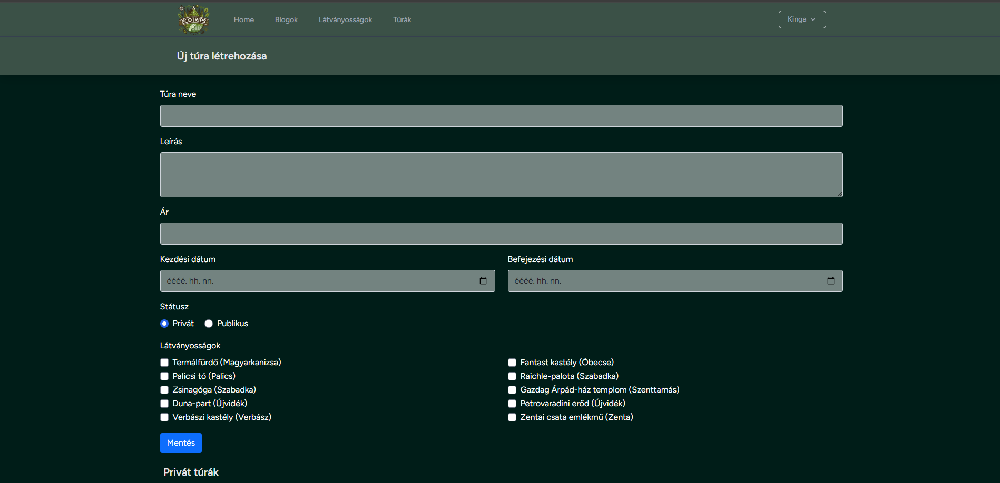 ECOTRIPS
Home Blogok Látványosságok Túrák Kinga
Új túra létrehozása
Túra neve
Leírás
Ár
Kezdési dátum Befejezési dátum
éééé. hh. nn. éééé. hh. nn.
Státusz
Privát Publikus
Látványosságok
Termálfürdő (Magyarkanizsa) Fantast kastély (Óbecse)
Palicsi tó (Palics) Raichle-palota (Szabadka)
Zsinagóga (Szabadka) Gazdag Árpád-ház templom (Szenttamás)
Duna-part (Újvidék) Petrovaradini erőd (Újvidék)
Verbászi kastély (Verbász) Zentai csata emlékmű (Zenta)
Mentés
Privát túrák